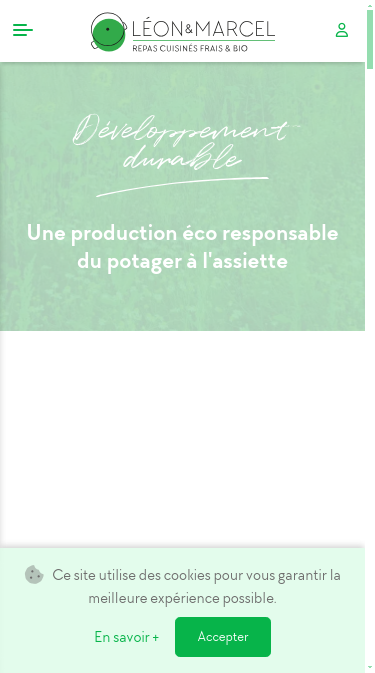 LÉON&MARCEL
REPAS CUISINÉS FRAIS & BIO
Développement
durable
Une production éco responsable
du potager à l'assiette
Ce site utilise des cookies pour vous garantir la
meilleure expérience possible.
En savoir +
Accepter